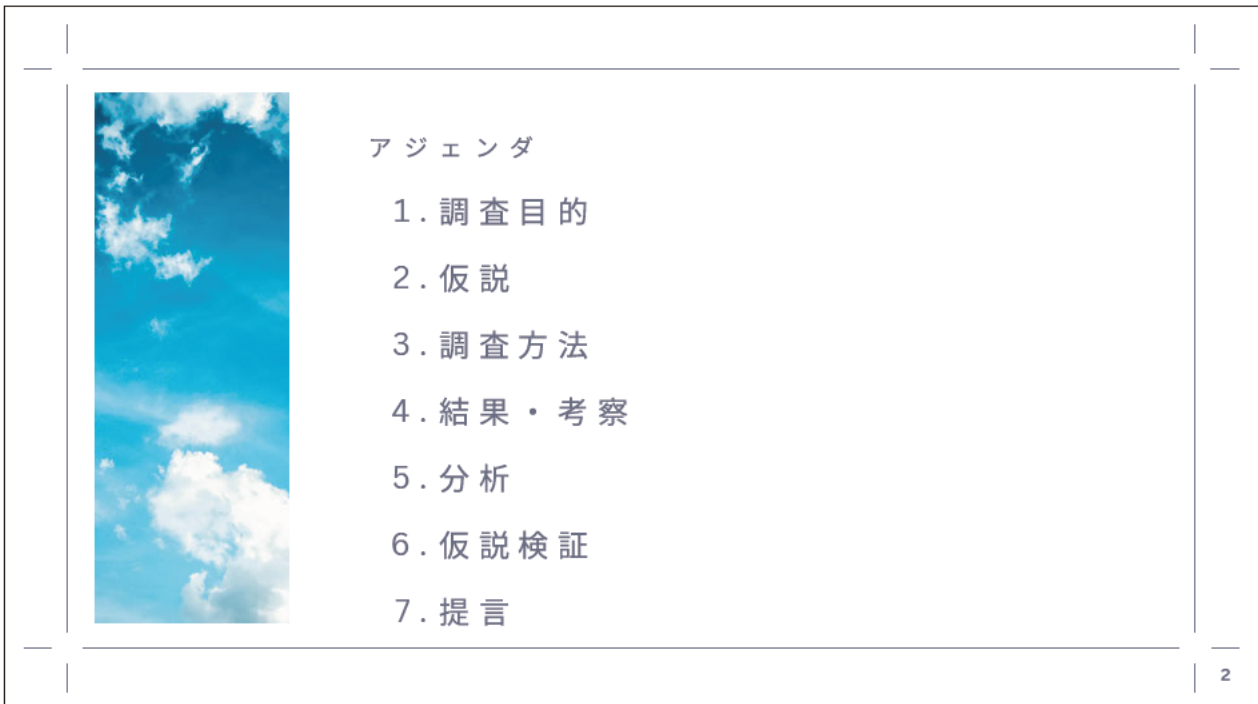 アジェンダ
1. 調査目的
2. 仮説
3. 調査方法
4. 結果・考察
5. 分析
6. 仮説検証
7. 提言
2